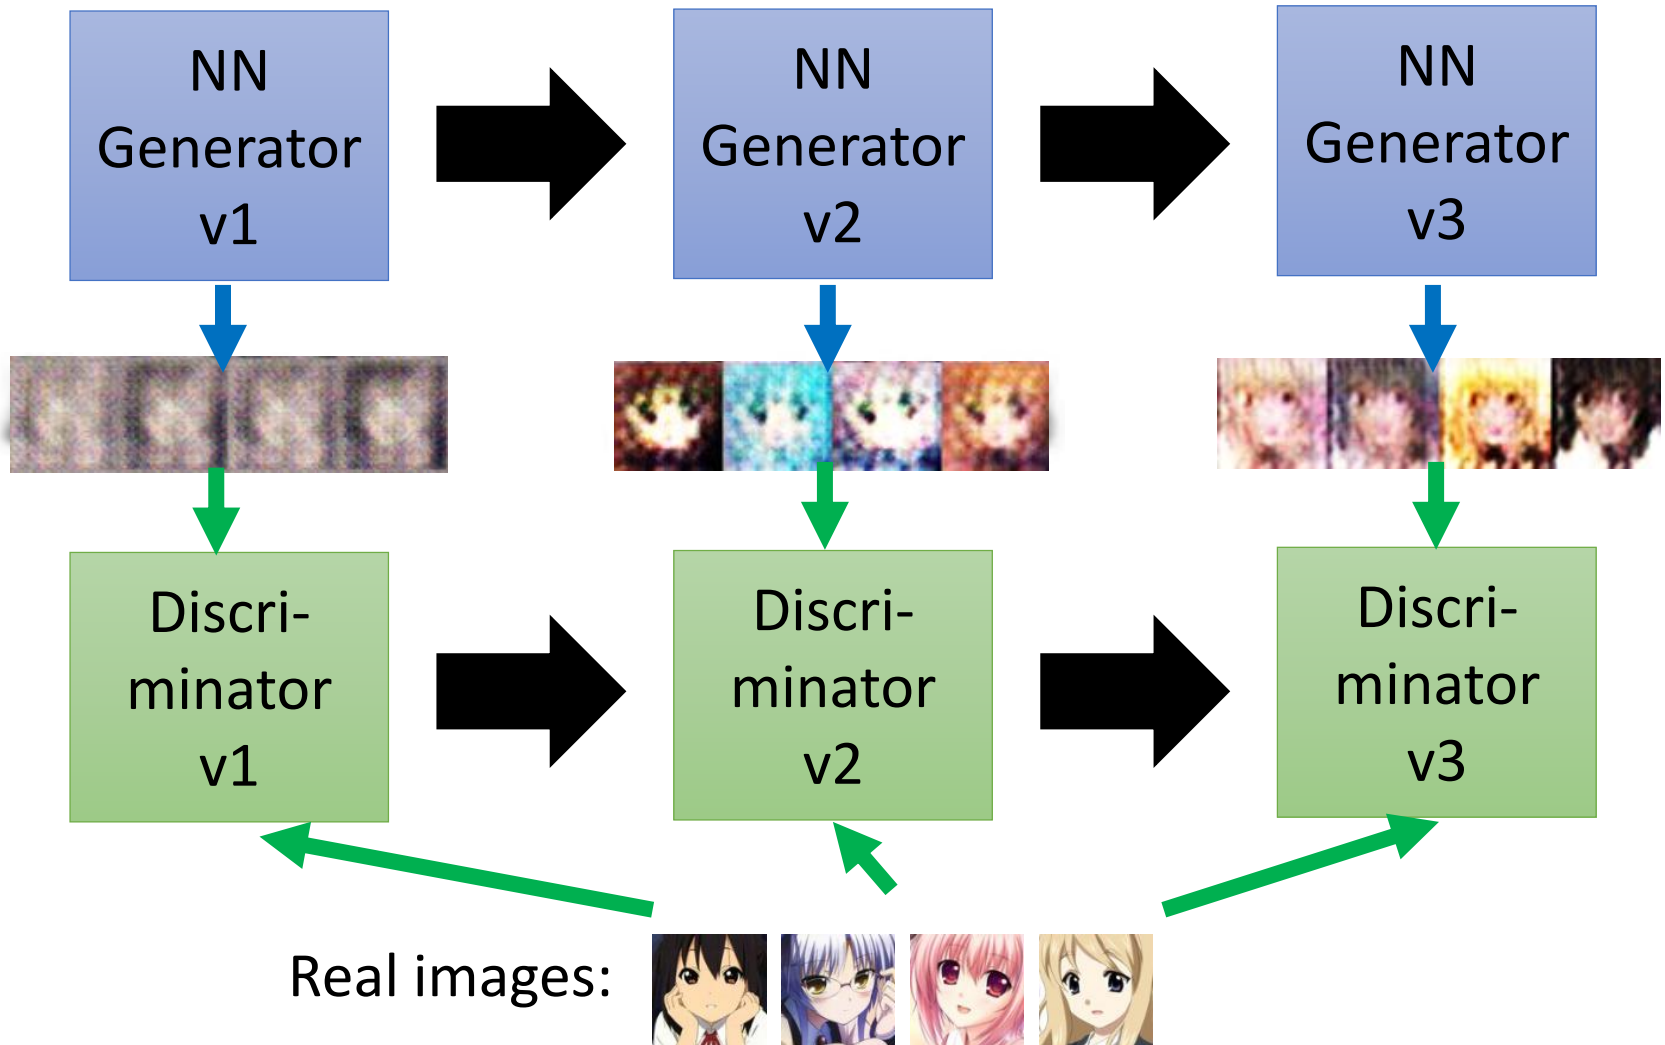 NN
Generator
v1
NN
Generator
v2
NN
Generator
v3
Discri-
minator
v1
Discri-
minator
v2
Discri-
minator
v3
Real images: